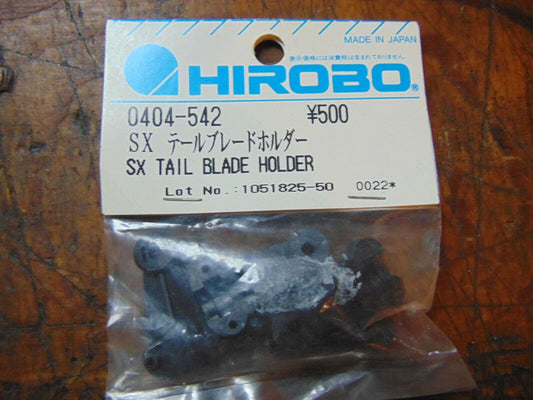 MADE IN JAPAN
表示価格には消費税は含まれておりません。
HIROBO®
0404-542 ¥500
SX テールブレードホルダー
SX TAIL BLADE HOLDER
Lot No.:1051825-50 0022*